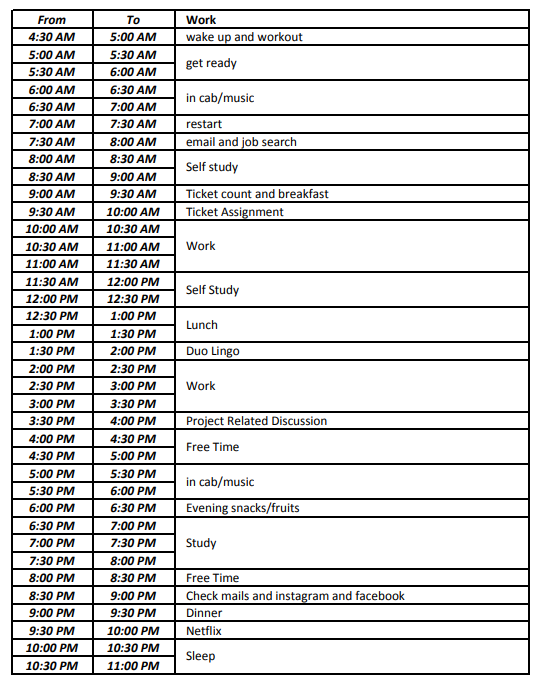 From To Work
4:30 AM 5:00 AM wake up and workout
5:00 AM 5:30 AM get ready
5:30 AM 6:00 AM
6:00 AM 6:30 AM in cab/music
6:30 AM 7:00 AM
7:00 AM 7:30 AM restart
7:30 AM 8:00 AM email and job search
8:00 AM 8:30 AM Self study
8:30 AM 9:00 AM
9:00 AM 9:30 AM Ticket count and breakfast
9:30 AM 10:00 AM Ticket Assignment
10:00 AM 10:30 AM
10:30 AM 11:00 AM Work
11:00 AM 11:30 AM
11:30 AM 12:00 PM Self Study
12:00 PM 12:30 PM
12:30 PM 1:00 PM Lunch
1:00 PM 1:30 PM
1:30 PM 2:00 PM Duo Lingo
2:00 PM 2:30 PM
2:30 PM 3:00 PM Work
3:00 PM 3:30 PM
3:30 PM 4:00 PM Project Related Discussion
4:00 PM 4:30 PM Free Time
4:30 PM 5:00 PM
5:00 PM 5:30 PM in cab/music
5:30 PM 6:00 PM
6:00 PM 6:30 PM Evening snacks/fruits
6:30 PM 7:00 PM
7:00 PM 7:30 PM Study
7:30 PM 8:00 PM
8:00 PM 8:30 PM Free Time
8:30 PM 9:00 PM Check mails and instagram and facebook
9:00 PM 9:30 PM Dinner
9:30 PM 10:00 PM Netflix
10:00 PM 10:30 PM Sleep
10:30 PM 11:00 PM